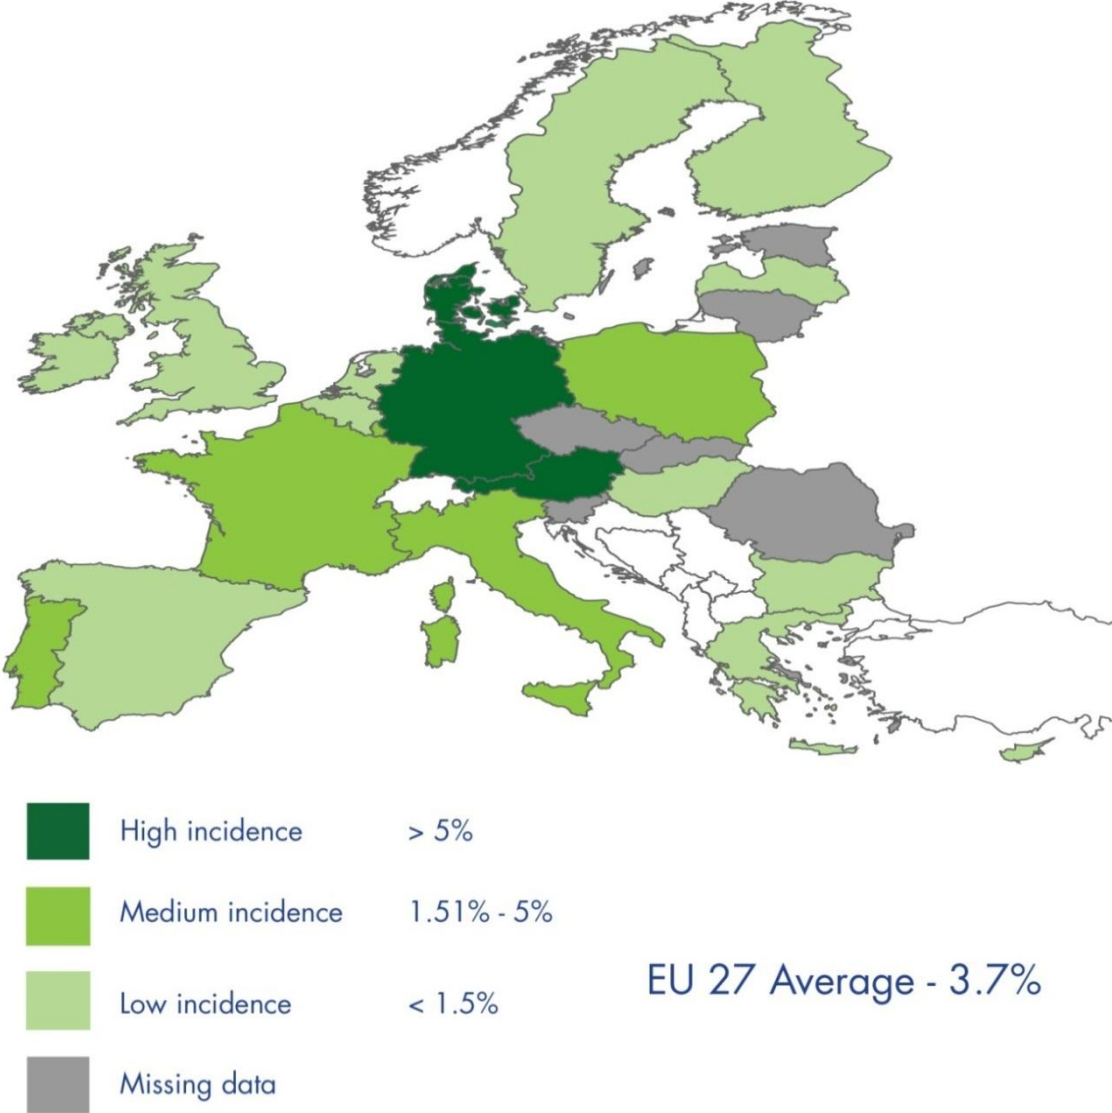 High incidence > 5%
Medium incidence 1.51% - 5%
EU 27 Average - 3.7%
Low incidence < 1.5%
Missing data